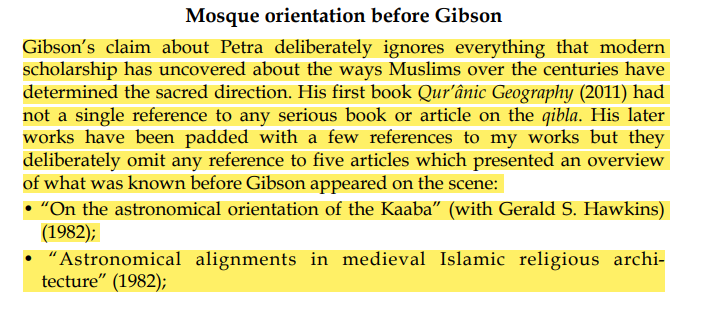 Mosque orientation before Gibson
Gibson's claim about Petra deliberately ignores everything that modern
scholarship has uncovered about the ways Muslims over the centuries have
determined the sacred direction. His first book Qur'ânic Geography (2011) had
not a single reference to any serious book or article on the qibla. His later
works have been padded with a few references to my works but they
deliberately omit any reference to five articles which presented an overview
of what was known before Gibson appeared on the scene:
• “On the astronomical orientation of the Kaaba” (with Gerald S. Hawkins)
(1982);
• “Astronomical alignments in medieval Islamic religious archi-
tecture” (1982);